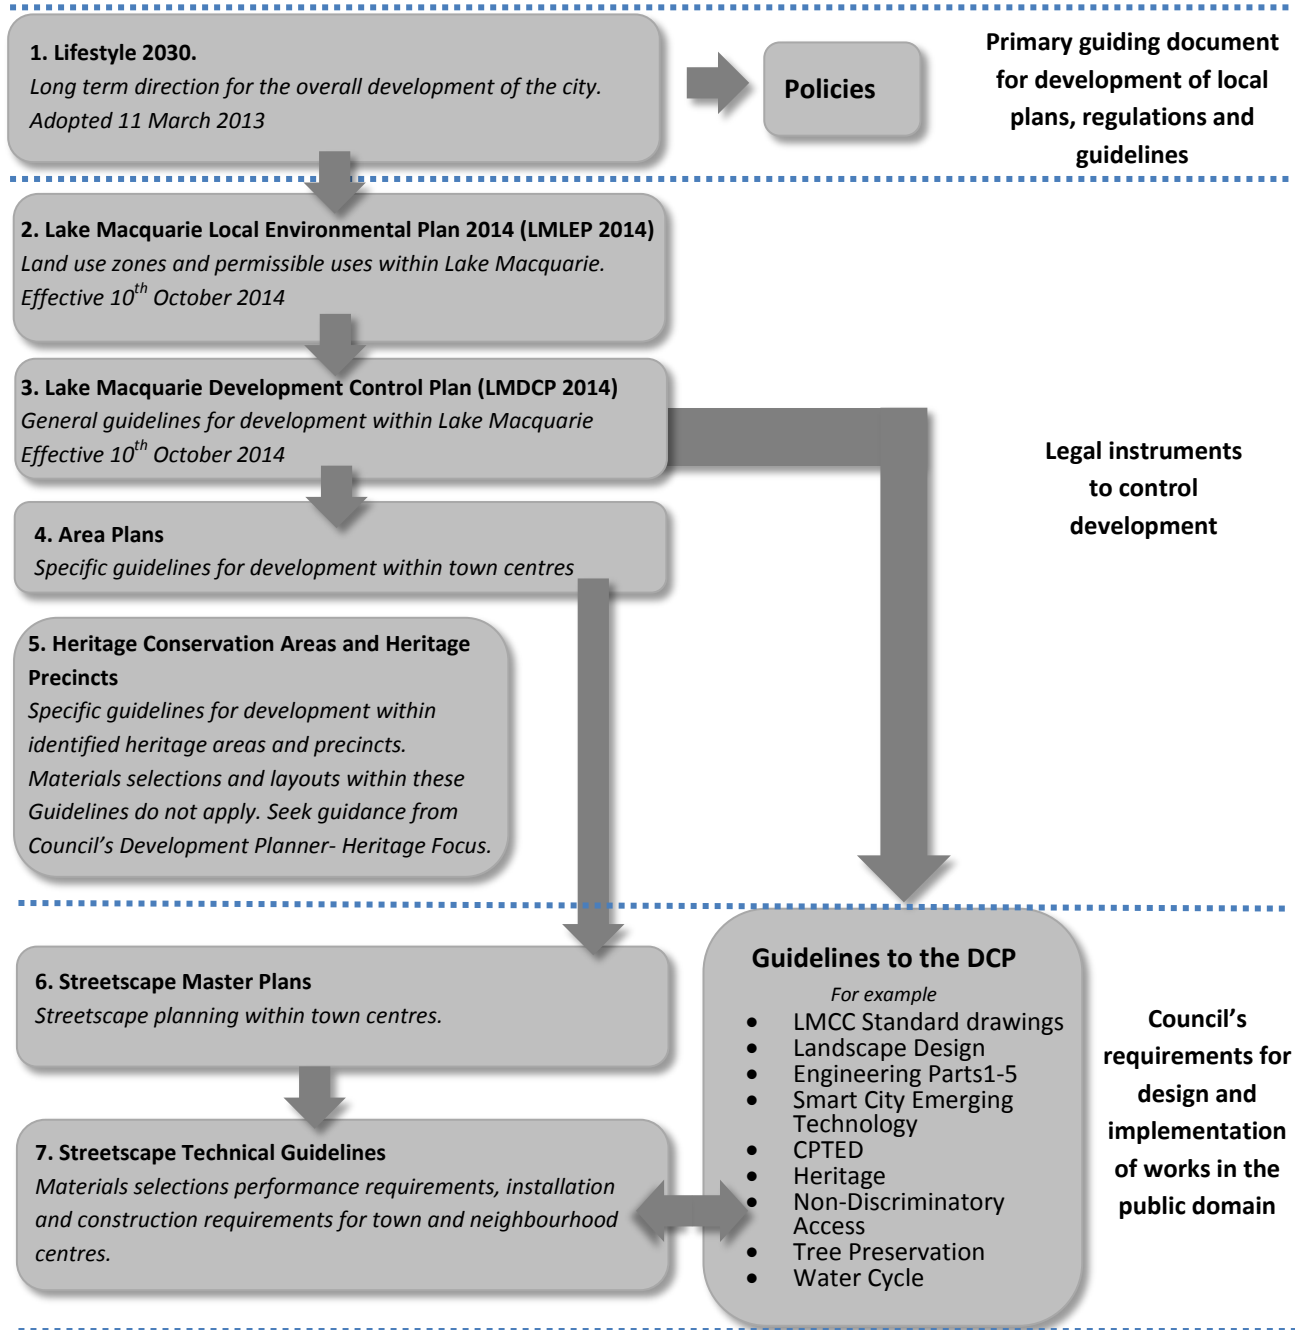 1. Lifestyle 2030.
Long term direction for the overall development of the city.
Adopted 11 March 2013
Policies
Primary guiding document
for development of local
plans, regulations and
guidelines
2. Lake Macquarie Local Environmental Plan 2014 (LMLEP 2014)
Land use zones and permissible uses within Lake Macquarie.
Effective 10th October 2014
3. Lake Macquarie Development Control Plan (LMDCP 2014)
General guidelines for development within Lake Macquarie
Effective 10th October 2014
4. Area Plans
Specific guidelines for development within town centres
5. Heritage Conservation Areas and Heritage
Precincts
Specific guidelines for development within
identified heritage areas and precincts.
Materials selections and layouts within these
Guidelines do not apply. Seek guidance from
Council's Development Planner- Heritage Focus.
Legal instruments
to control
development
6. Streetscape Master Plans
Streetscape planning within town centres.
7. Streetscape Technical Guidelines
Materials selections performance requirements, installation
and construction requirements for town and neighbourhood
centres.
Guidelines to the DCP
For example
• LMCC Standard drawings
• Landscape Design
• Engineering Parts1-5
• Smart City Emerging
Technology
• CPTED
• Heritage
• Non-Discriminatory
Access
• Tree Preservation
• Water Cycle
Council's
requirements for
design and
implementation
of works in the
public domain